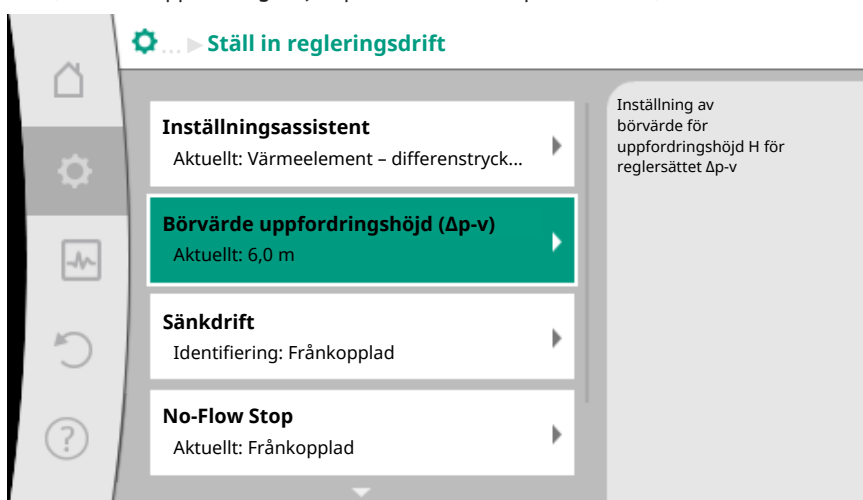 ... Ställ in regleringsdrift
Inställningsassistent
Aktuellt: Värmeelement – differenstryck...
Börvärde uppfordringshöjd (Δp-v)
Aktuellt: 6,0 m
Sänkdrift
Identifiering: Frånkopplad
No-Flow Stop
Aktuellt: Frånkopplad
Inställning av
börvärde för
uppfordringshöjd H för
reglersättet Δp-v
?